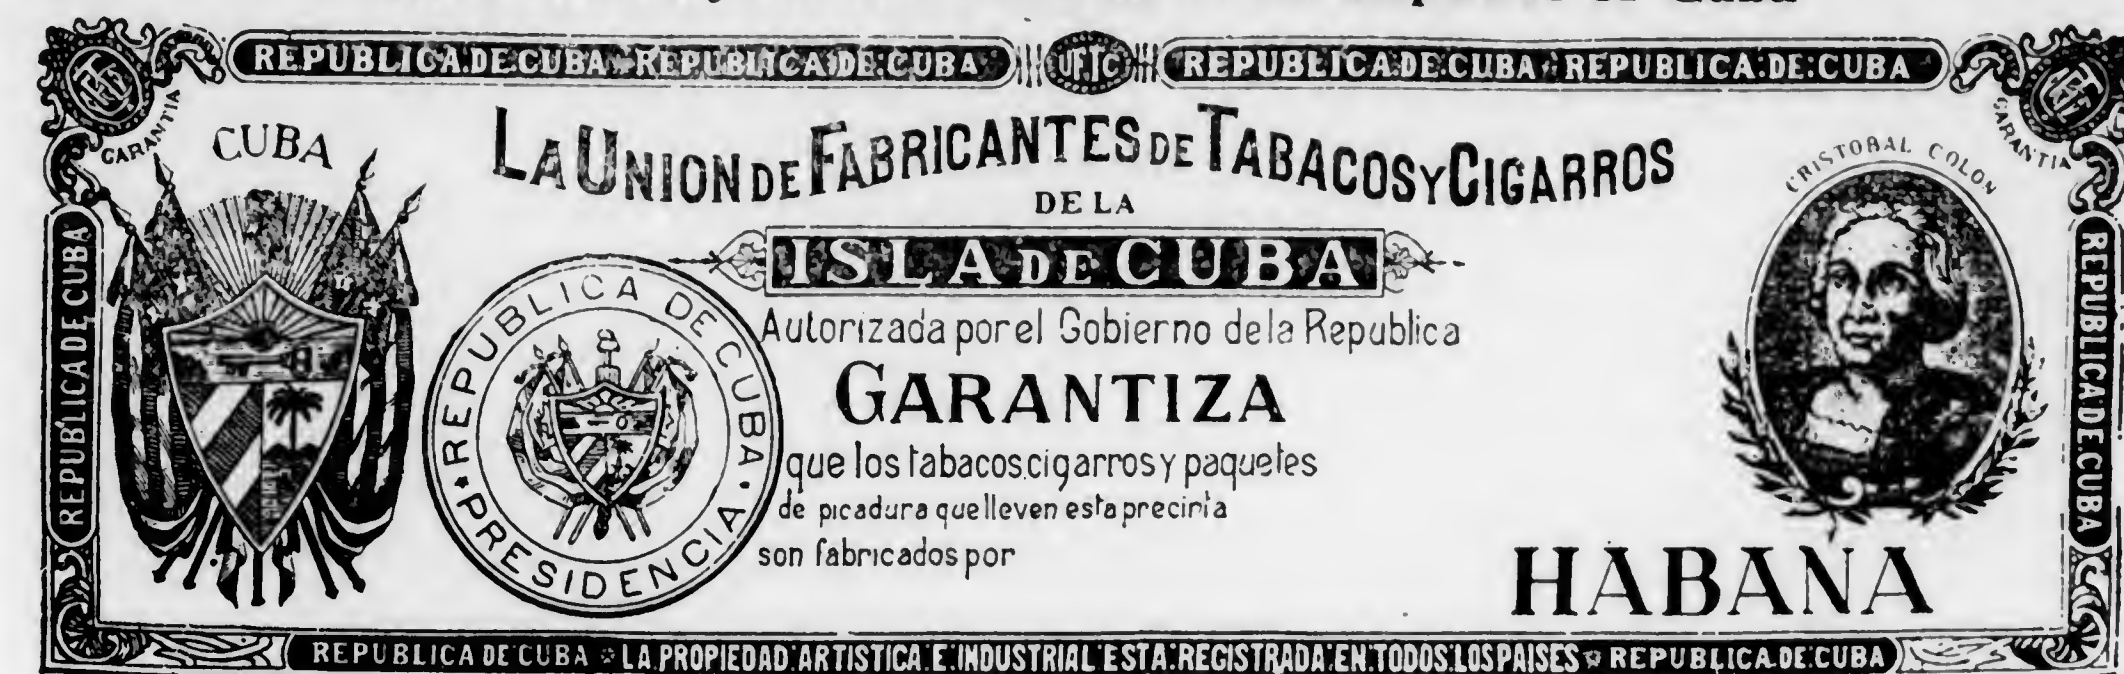 Cuba
REPUBLICA.DE.CUBA REPUBLICA DE.CUBA
UFTC
REPUBLICA.DE.CUBA REPUBLICA.DE.CUBA
GARANTIA
GARANTIA
CUBA
LA UNION DE FABRICANTES DE TABACOS Y CIGARROS
DE LA
ISLA DE CUBA
CRISTOBAL COLON
REPUBLICA DE CUBA
REPUBLICA DE CUBA PRESIDENCIA
Autorizada por el Gobierno de la Republica
GARANTIZA
que los tabacos.cigarros y paquetes
de picadura que lleven esta precinta
son fabricados por
HABANA
REPUBLICA DE CUBA
REPUBLICA DE CUBA LA PROPIEDAD ARTISTICA E INDUSTRIAL ESTA REGISTRADA EN TODOS LOS PAISES REPUBLICA DE CUBA